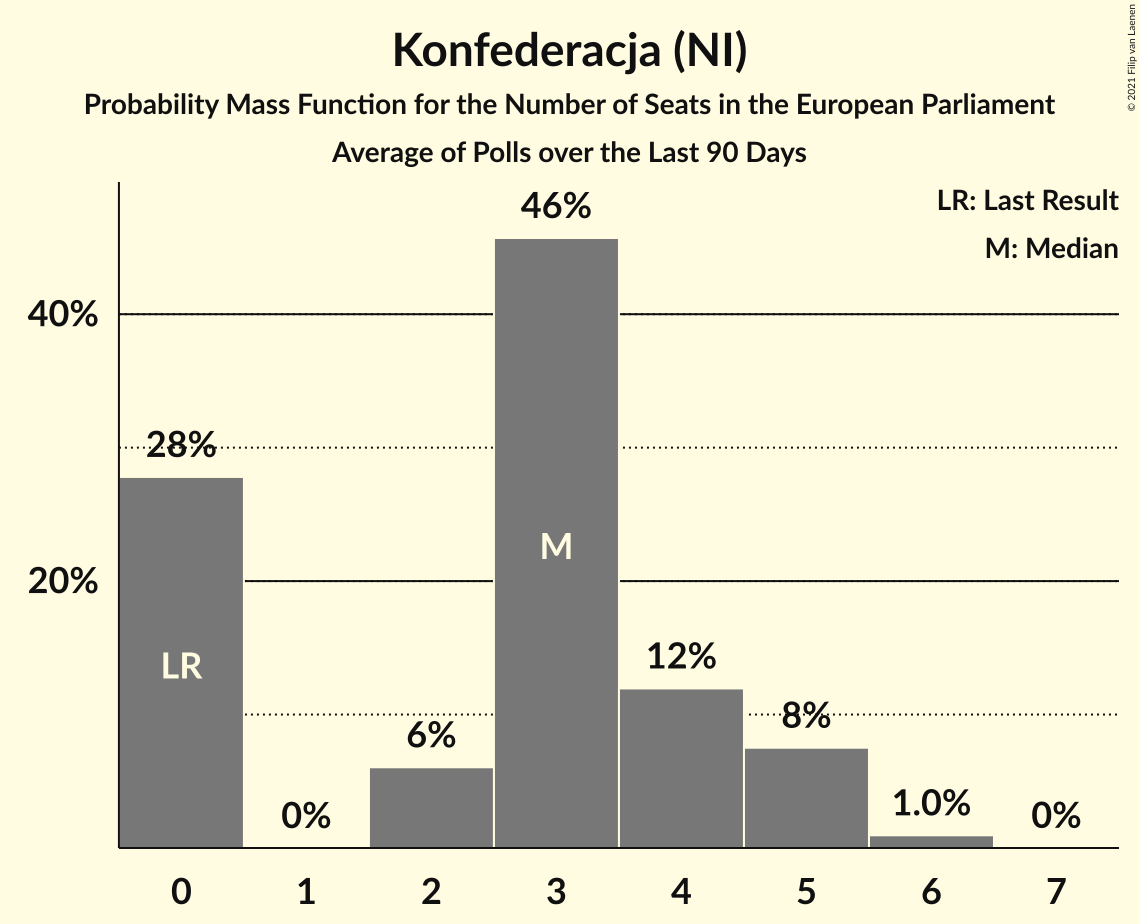 Konfederacja (NI)
Probability Mass Function for the Number of Seats in the European Parliament
Average of Polls over the Last 90 Days
© 2021 Filip van Laenen
LR: Last Result
M: Median
46%
40%
28%
M
20%
LR
12%
8%
6%
1.0%
0%
0%
0 1 2 3 4 5 6 7